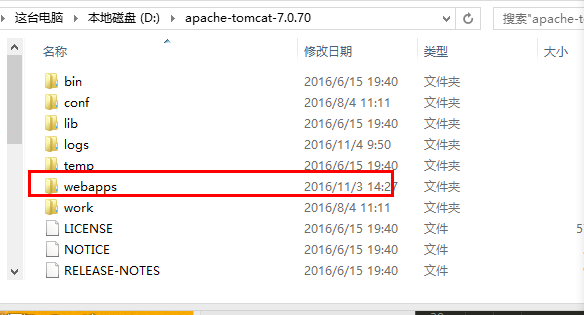 这台电脑 本地磁盘 (D:) apache-tomcat-7.0.70 搜索"apache-to
名称 修改日期 类型 大小
bin 2016/6/15 19:40 文件夹
conf 2016/8/4 11:11 文件夹
lib 2016/6/15 19:40 文件夹
logs 2016/11/4 9:50 文件夹
temp 2016/6/15 19:40 文件夹
webapps 2016/11/3 14:27 文件夹
work 2016/8/4 11:11 文件夹
LICENSE 2016/6/15 19:40 文件 5
NOTICE 2016/6/15 19:40 文件
RELEASE-NOTES 2016/6/15 19:40 文件